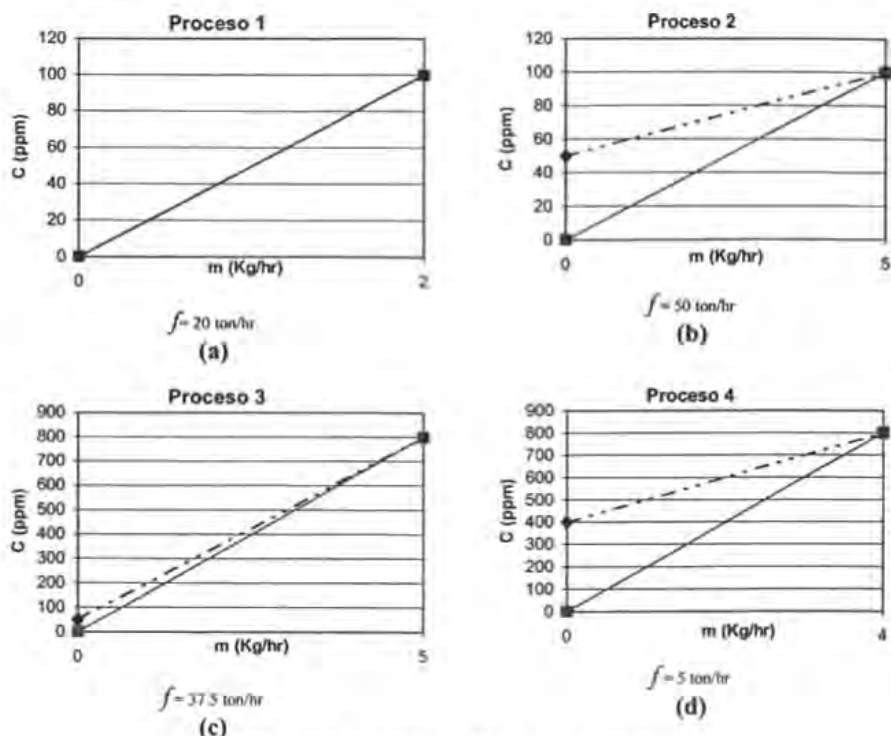 Proceso 1
120
100
80
60
40
20
0
C (ppm)
0
m (Kg/hr)
2
f= 20 ton/hr
(a)
Proceso 2
120
100
80
60
40
20
0
C (ppm)
0
m (Kg/hr)
5
f= 50 ton/hr
(b)
Proceso 3
900
800
700
600
500
400
300
200
100
0
C (ppm)
0
m (Kg/hr)
5
f= 37.5 ton/hr
(c)
Proceso 4
900
800
700
600
500
400
300
200
100
0
C (ppm)
0
m (Kg/hr)
4
f= 5 ton/hr
(d)